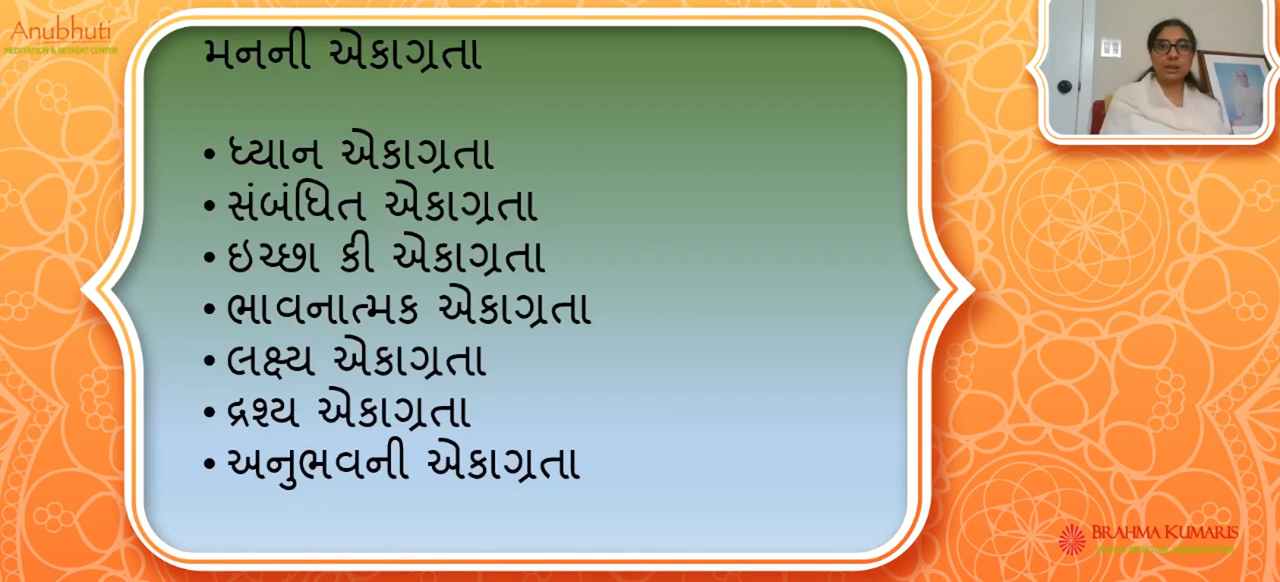 Anubhuti
MEDITATION & RETREAT CENTER
મનની એકાગ્રતા
• ધ્યાન એકાગ્રતા
• સંબંધિત એકાગ્રતા
• ઇચ્છા કી એકાગ્રતા
• ભાવનાત્મક એકાગ્રતા
• લક્ષ્ય એકાગ્રતા
• દ્રશ્ય એકાગ્રતા
• અનુભવની એકાગ્રતા
BRAHMA KUMARIS